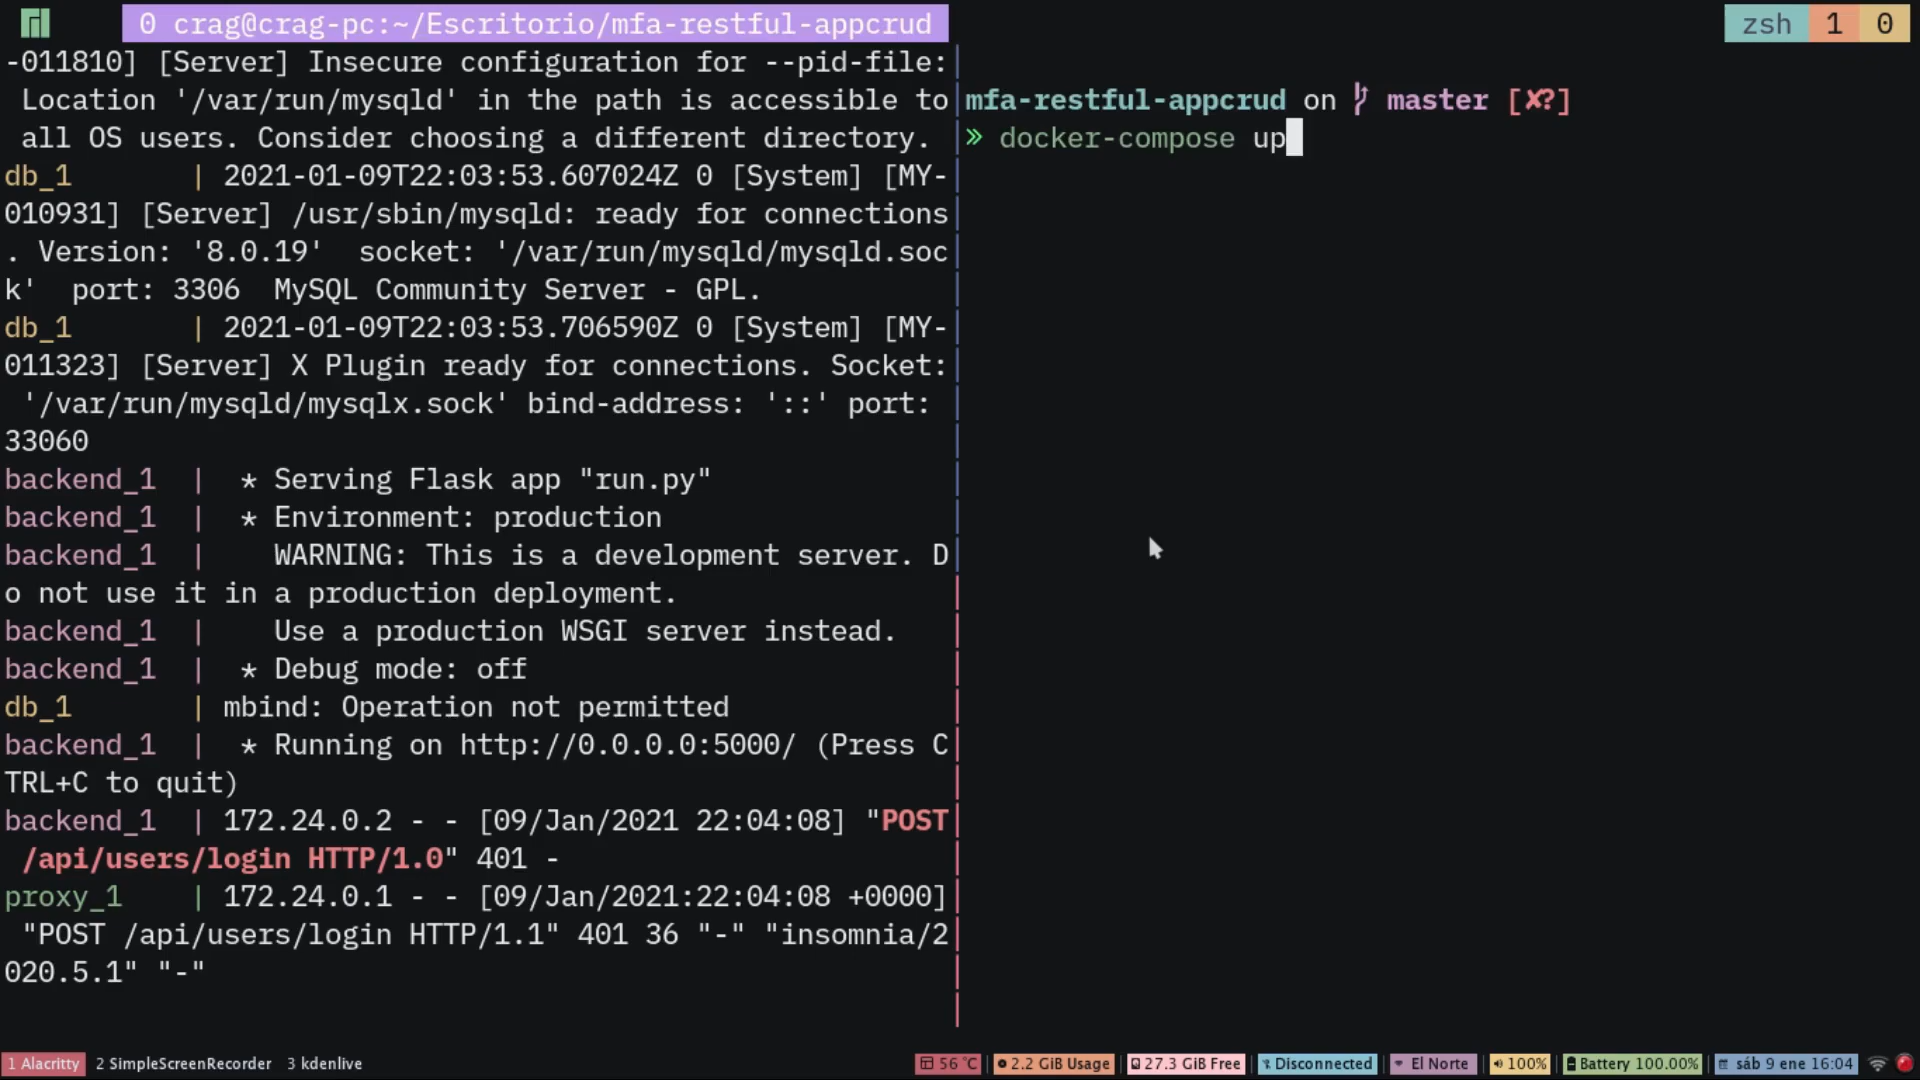 0 crag@crag-pc:~/Escritorio/mfa-restful-appcrud
zsh 1 0
-011810] [Server] Insecure configuration for --pid-file:
Location '/var/run/mysqld' in the path is accessible to
all OS users. Consider choosing a different directory.
db_1 | 2021-01-09T22:03:53.607024Z 0 [System] [MY-
010931] [Server] /usr/sbin/mysqld: ready for connections
. Version: '8.0.19' socket: '/var/run/mysqld/mysqld.soc
k' port: 3306 MySQL Community Server - GPL.
db_1 | 2021-01-09T22:03:53.706590Z 0 [System] [MY-
011323] [Server] X Plugin ready for connections. Socket:
'/var/run/mysqld/mysqlx.sock' bind-address: '::' port:
33060
backend_1 | * Serving Flask app "run.py"
backend_1 | * Environment: production
backend_1 | WARNING: This is a development server. D
o not use it in a production deployment.
backend_1 | Use a production WSGI server instead.
backend_1 | * Debug mode: off
db_1 | mbind: Operation not permitted
backend_1 | * Running on http://0.0.0.0:5000/ (Press C
TRL+C to quit)
backend_1 | 172.24.0.2 - - [09/Jan/2021 22:04:08] "POST
/api/users/login HTTP/1.0" 401 -
proxy_1 | 172.24.0.1 - - [09/Jan/2021:22:04:08 +0000]
"POST /api/users/login HTTP/1.1" 401 36 "-" "insomnia/2
020.5.1" "-"
mfa-restful-appcrud on master [✘?]
» docker-compose up
1 Alacritty 2 SimpleScreenRecorder 3 kdenlive
56 °C 2.2 GiB Usage 27.3 GiB Free Disconnected El Norte 100% Battery 100.00% sáb 9 ene 16:04